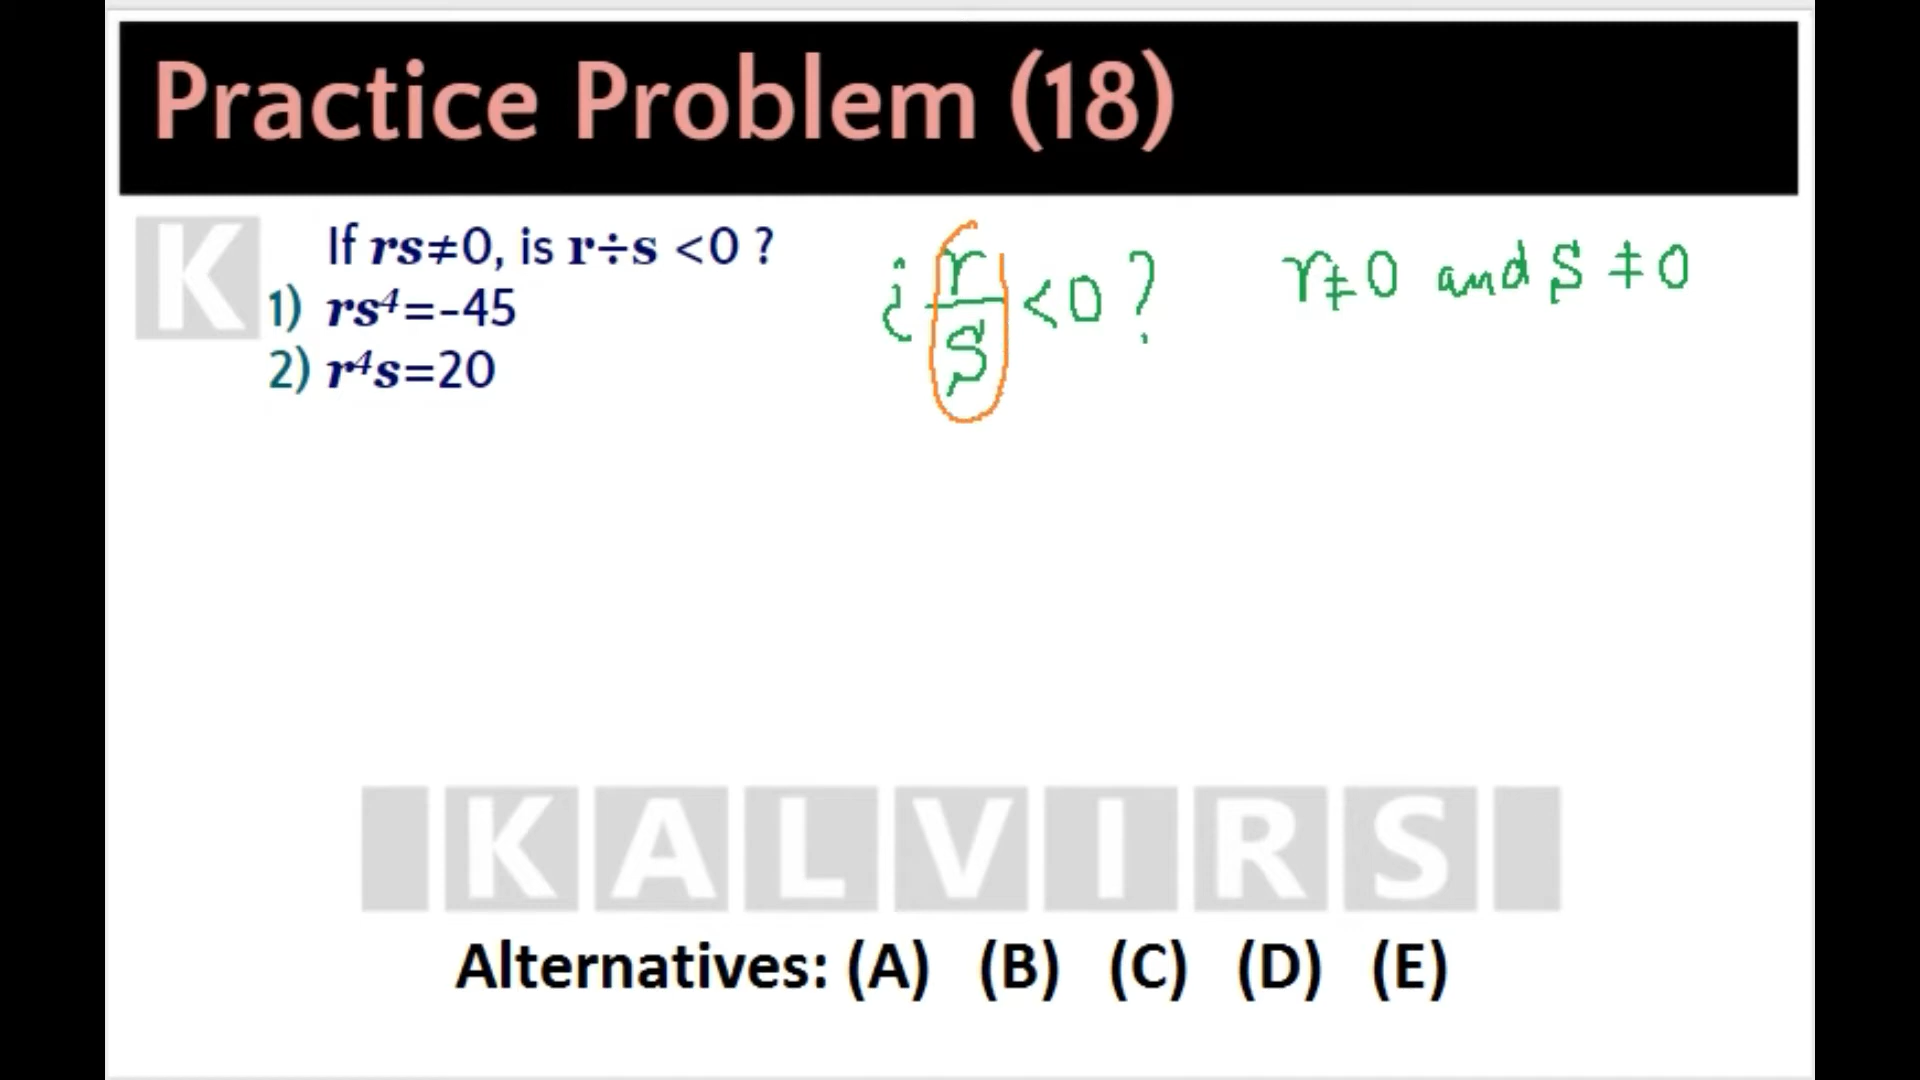 Practice Problem (18)
K
If rs≠0, is r÷s <0 ?
1) rs⁴=-45
2) r⁴s=20
¿ r/s <0 ?
r≠0 and s ≠0
KALVIRS
Alternatives: (A) (B) (C) (D) (E)